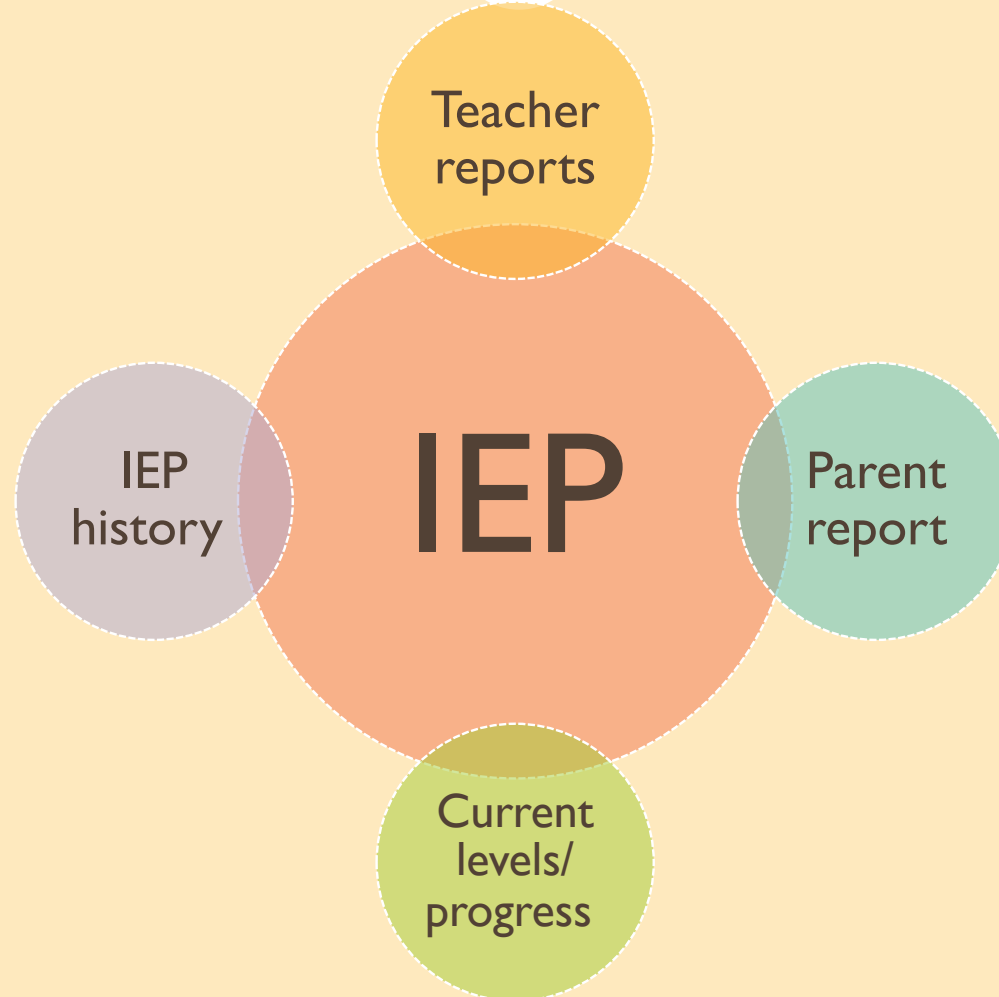 Teacher
reports
IEP
history
IEP
Parent
report
Current
levels/
progress